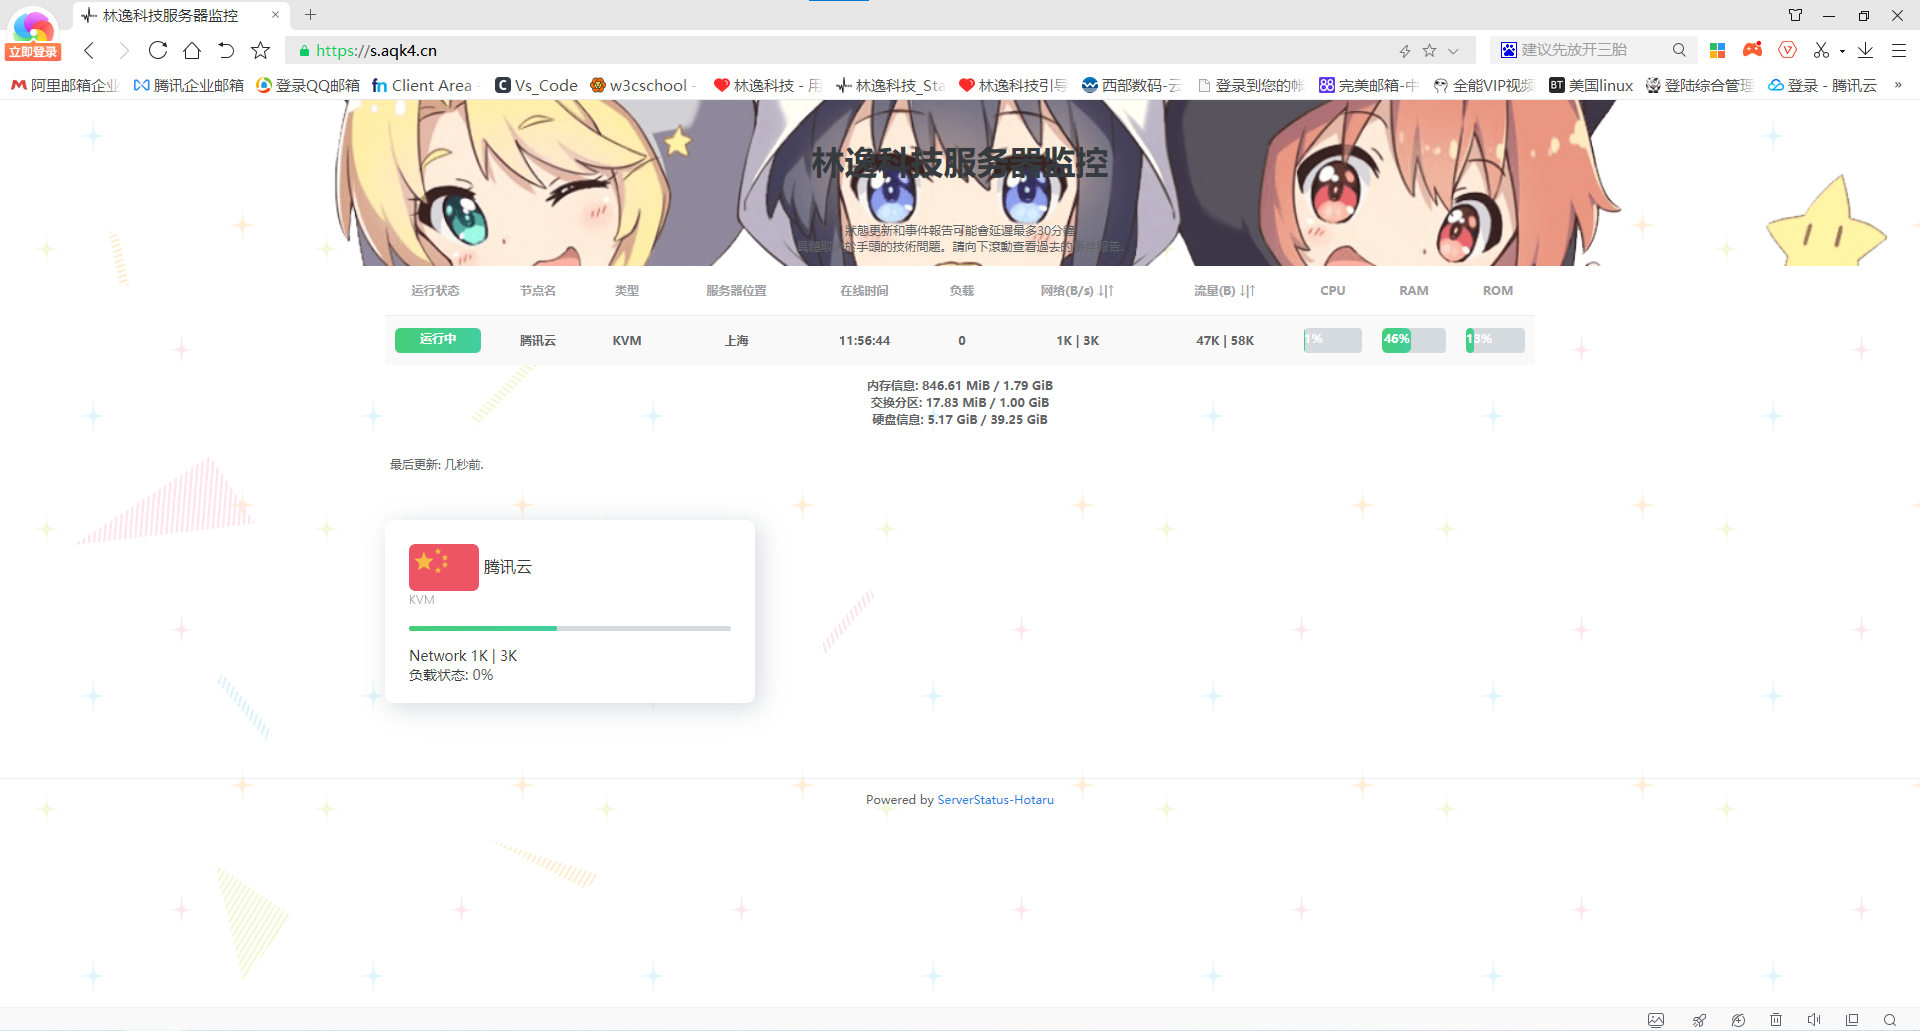 林逸科技服务器监控
立即登录
https://s.aqk4.cn
建议先放开三胎
阿里邮箱企业
腾讯企业邮箱
登录QQ邮箱
Client Area -
Vs_Code
w3cschool -
林逸科技 - 用
林逸科技_Sta
林逸科技引导
西部数码-云
登录到您的帐
完美邮箱-中
全能VIP视频
美国linux
登陆综合管理
登录 - 腾讯云
林逸科技服务器监控
狀態更新和事件報告可能會延遲最多30分鐘
於手頭的技術問題。請向下滾動查看過去的事件報告.
运行状态 节点名 类型 服务器位置 在线时间 负载 网络(B/s) ↓|↑ 流量(B) ↓|↑ CPU RAM ROM
运行中 腾讯云 KVM 上海 11:56:44 0 1K | 3K 47K | 58K 1% 46% 13%
内存信息: 846.61 MiB / 1.79 GiB
交换分区: 17.83 MiB / 1.00 GiB
硬盘信息: 5.17 GiB / 39.25 GiB
最后更新: 几秒前.
腾讯云
KVM
Network 1K | 3K
负载状态: 0%
Powered by ServerStatus-Hotaru